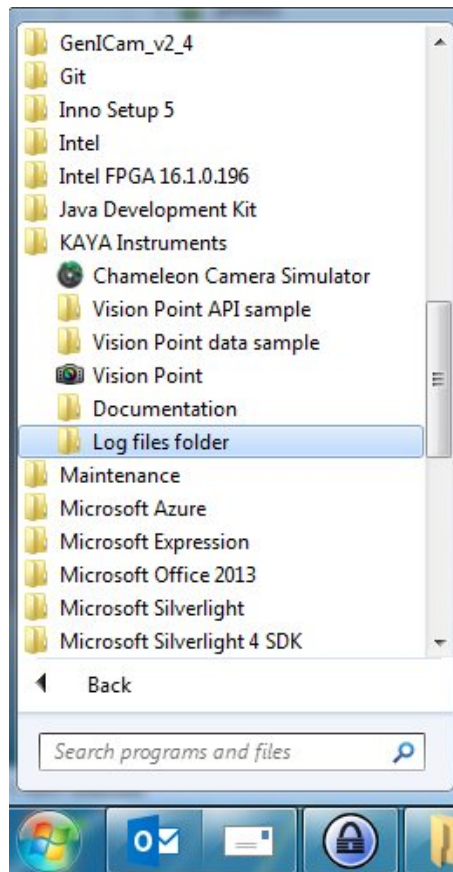 GenICam_v2_4
Git
Inno Setup 5
Intel
Intel FPGA 16.1.0.196
Java Development Kit
KAYA Instruments
Chameleon Camera Simulator
Vision Point API sample
Vision Point data sample
Vision Point
Documentation
Log files folder
Maintenance
Microsoft Azure
Microsoft Expression
Microsoft Office 2013
Microsoft Silverlight
Microsoft Silverlight 4 SDK
Back
Search programs and files